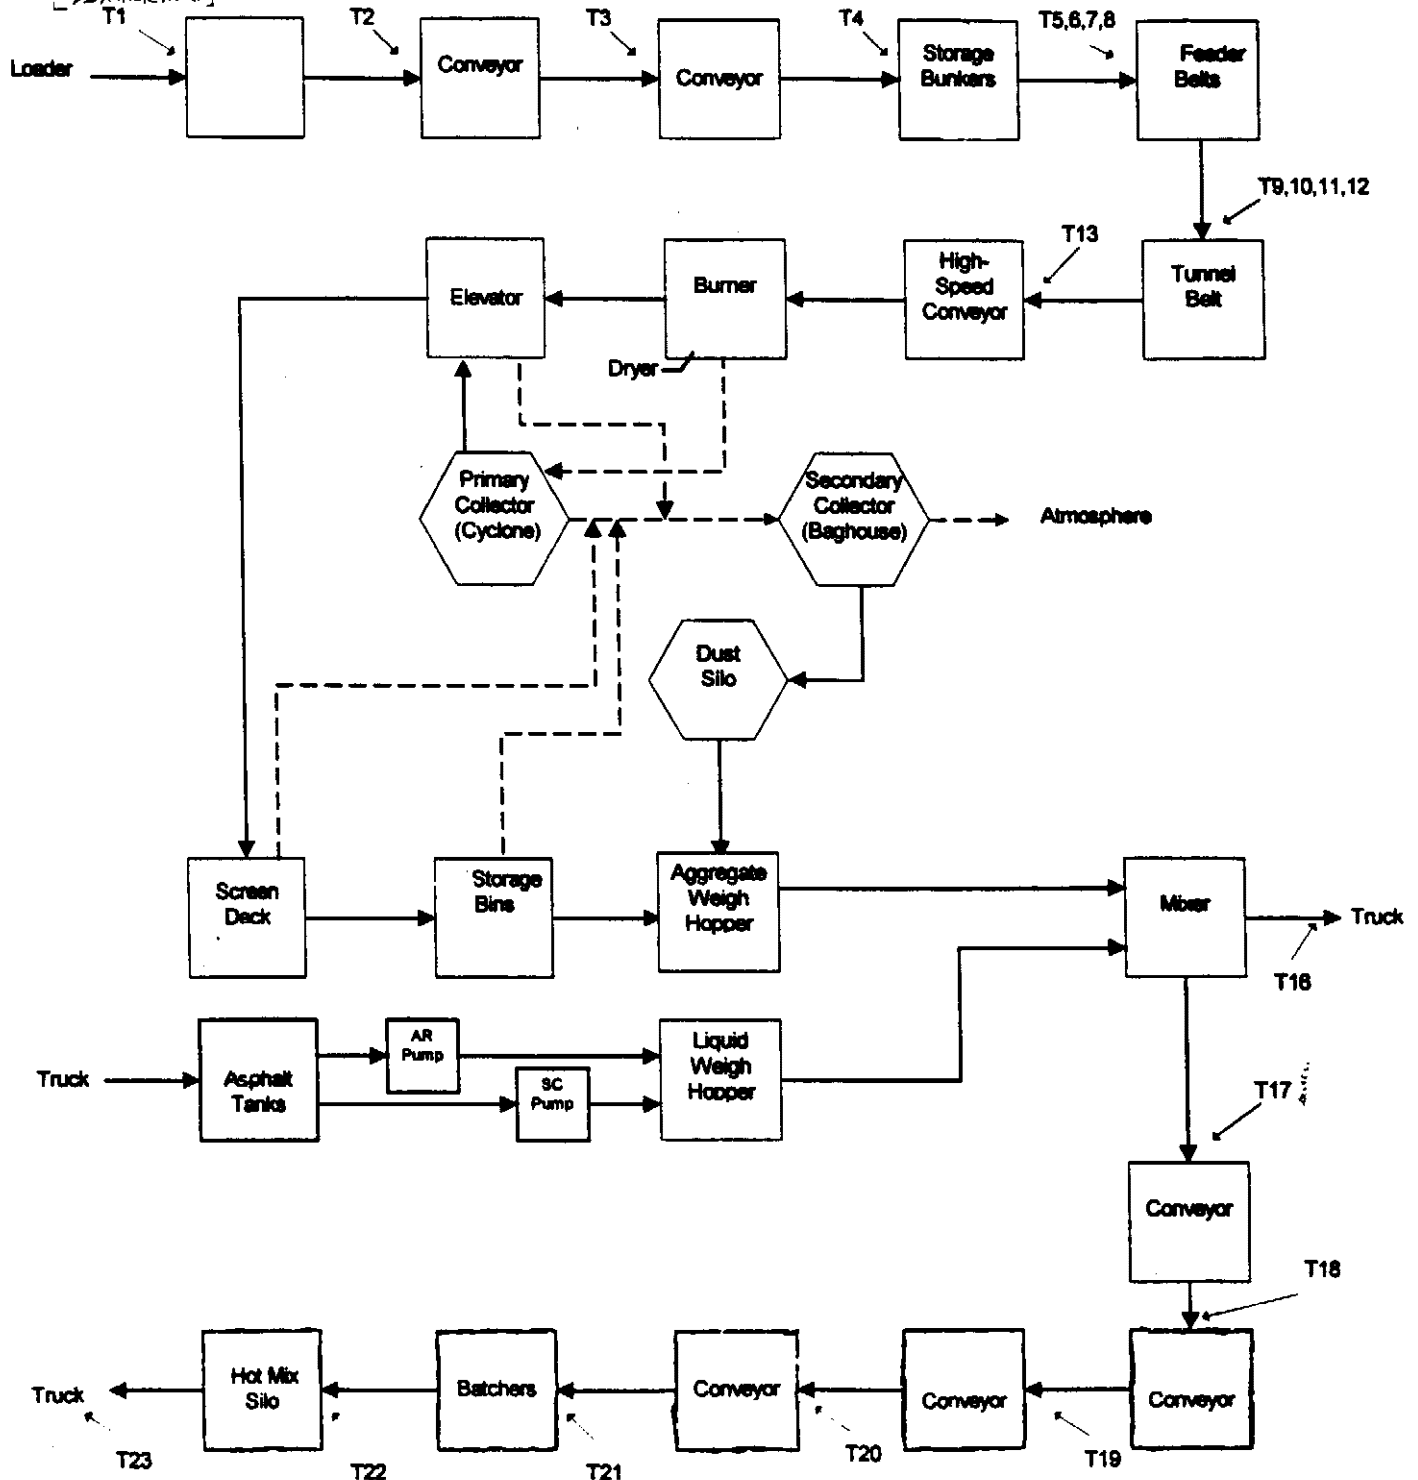 T1
T2
T3
T4
T5,6,7,8
Loader
Conveyor
Conveyor
Storage
Bunkers
Feeder
Belts
T9,10,11,12
T13
Elevator
Burner
High-
Speed
Conveyor
Tunnel
Belt
Dryer
Primary
Collector
(Cyclone)
Secondary
Collector
(Baghouse)
Atmosphere
Dust
Silo
Screen
Deck
Storage
Bins
Aggregate
Weigh
Hopper
Mixer
Truck
T16
Truck
Asphalt
Tanks
AR
Pump
SC
Pump
Liquid
Weigh
Hopper
T17
Conveyor
T18
Truck
Hot Mix
Silo
Batchers
Conveyor
Conveyor
Conveyor
T23
T22
T21
T20
T19